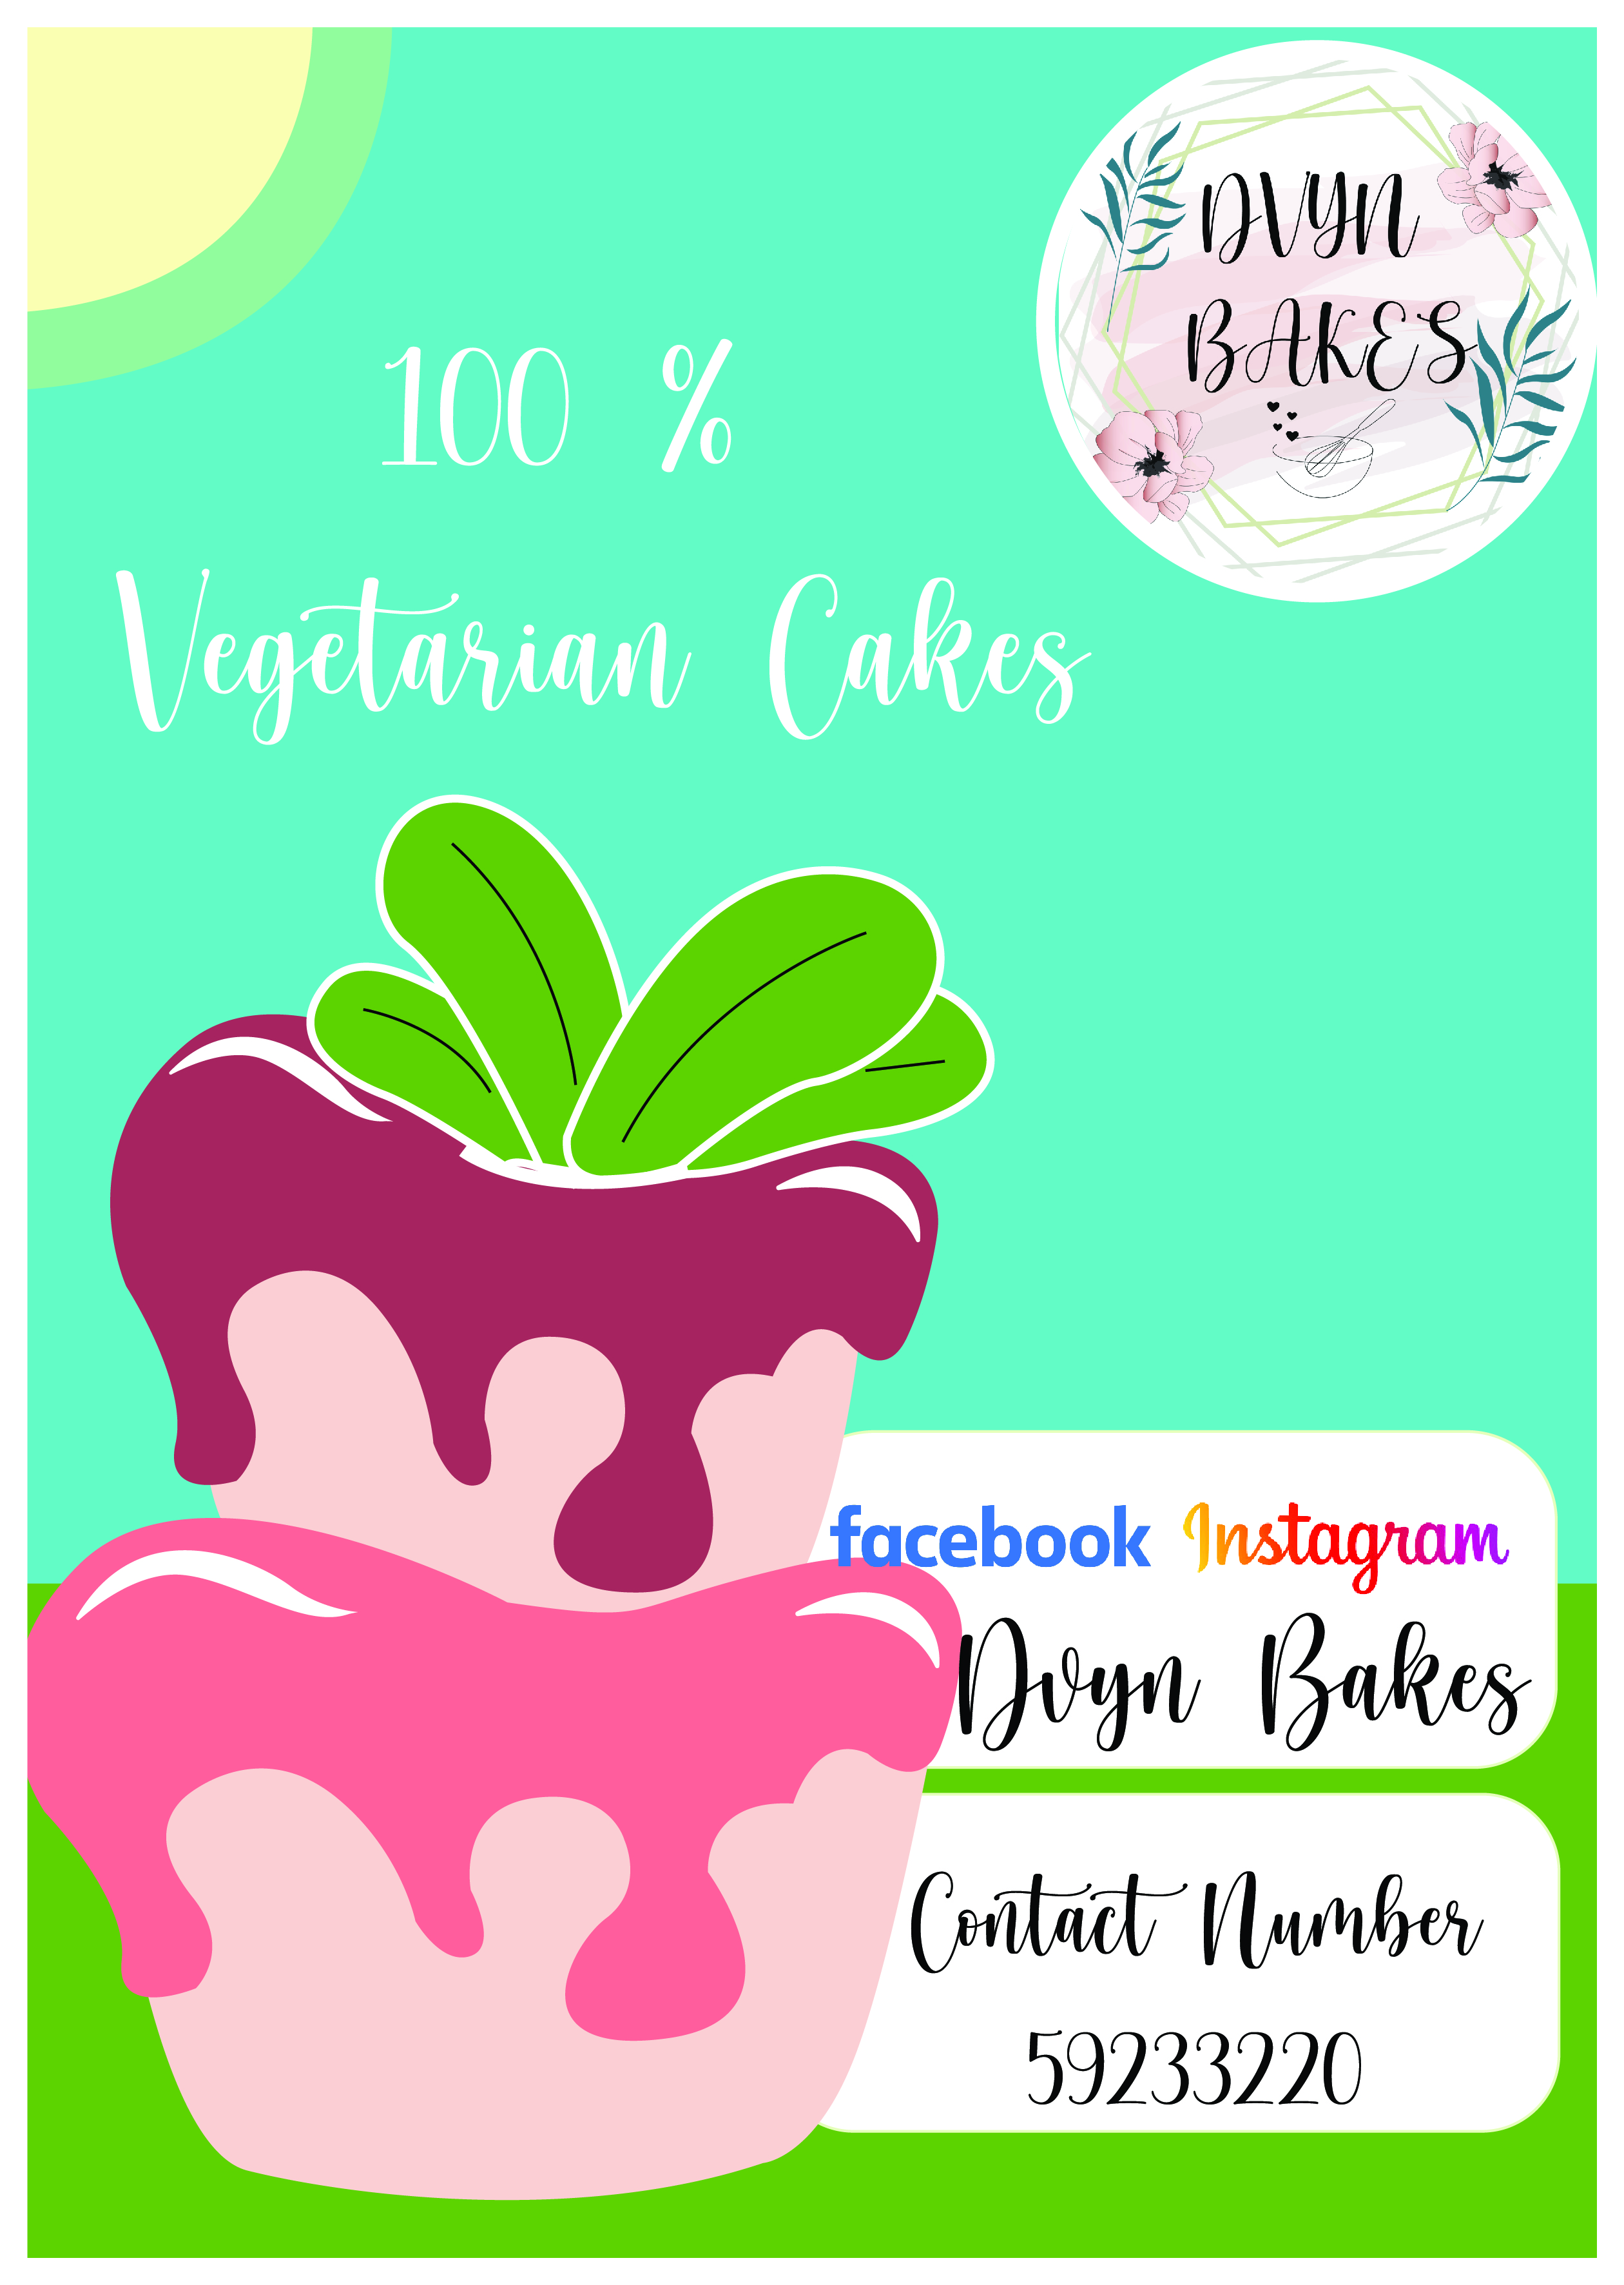 DVYN
BAKES
100 %
Vegetarian Cakes
facebook Instagram
Dvyn Bakes
Contact Number
59233220